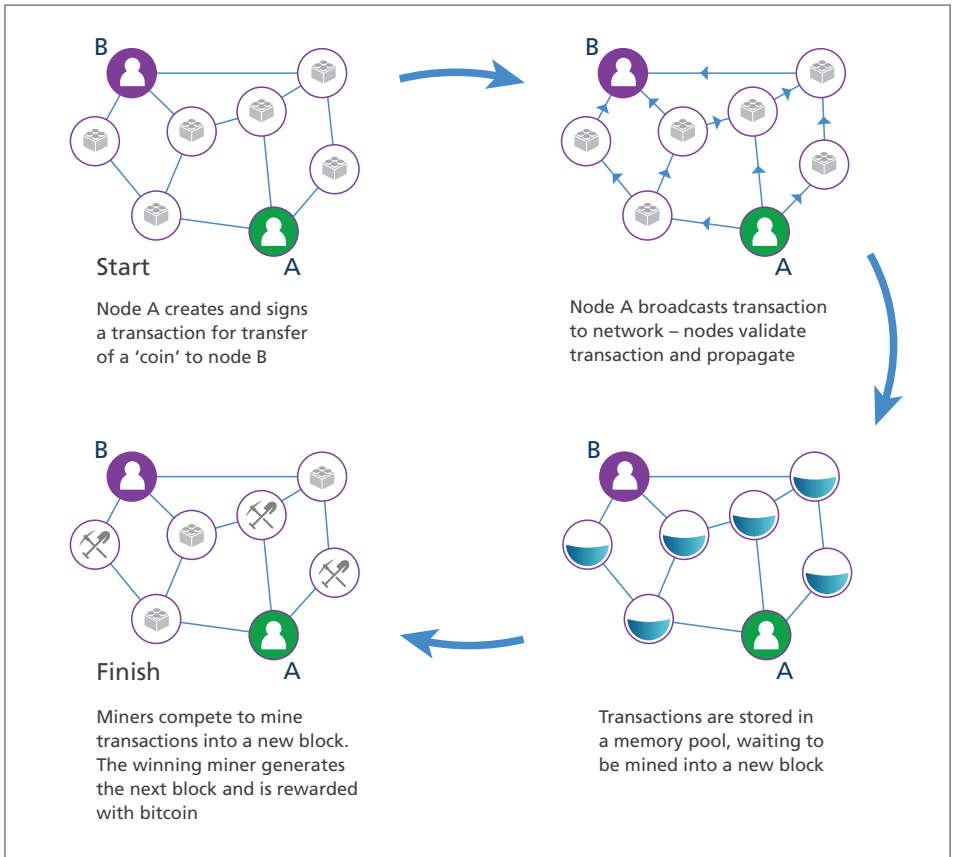 B
A
Start
Node A creates and signs
a transaction for transfer
of a ‘coin’ to node B
B
A
Node A broadcasts transaction
to network – nodes validate
transaction and propagate
B
A
Transactions are stored in
a memory pool, waiting to
be mined into a new block
B
A
Finish
Miners compete to mine
transactions into a new block.
The winning miner generates
the next block and is rewarded
with bitcoin